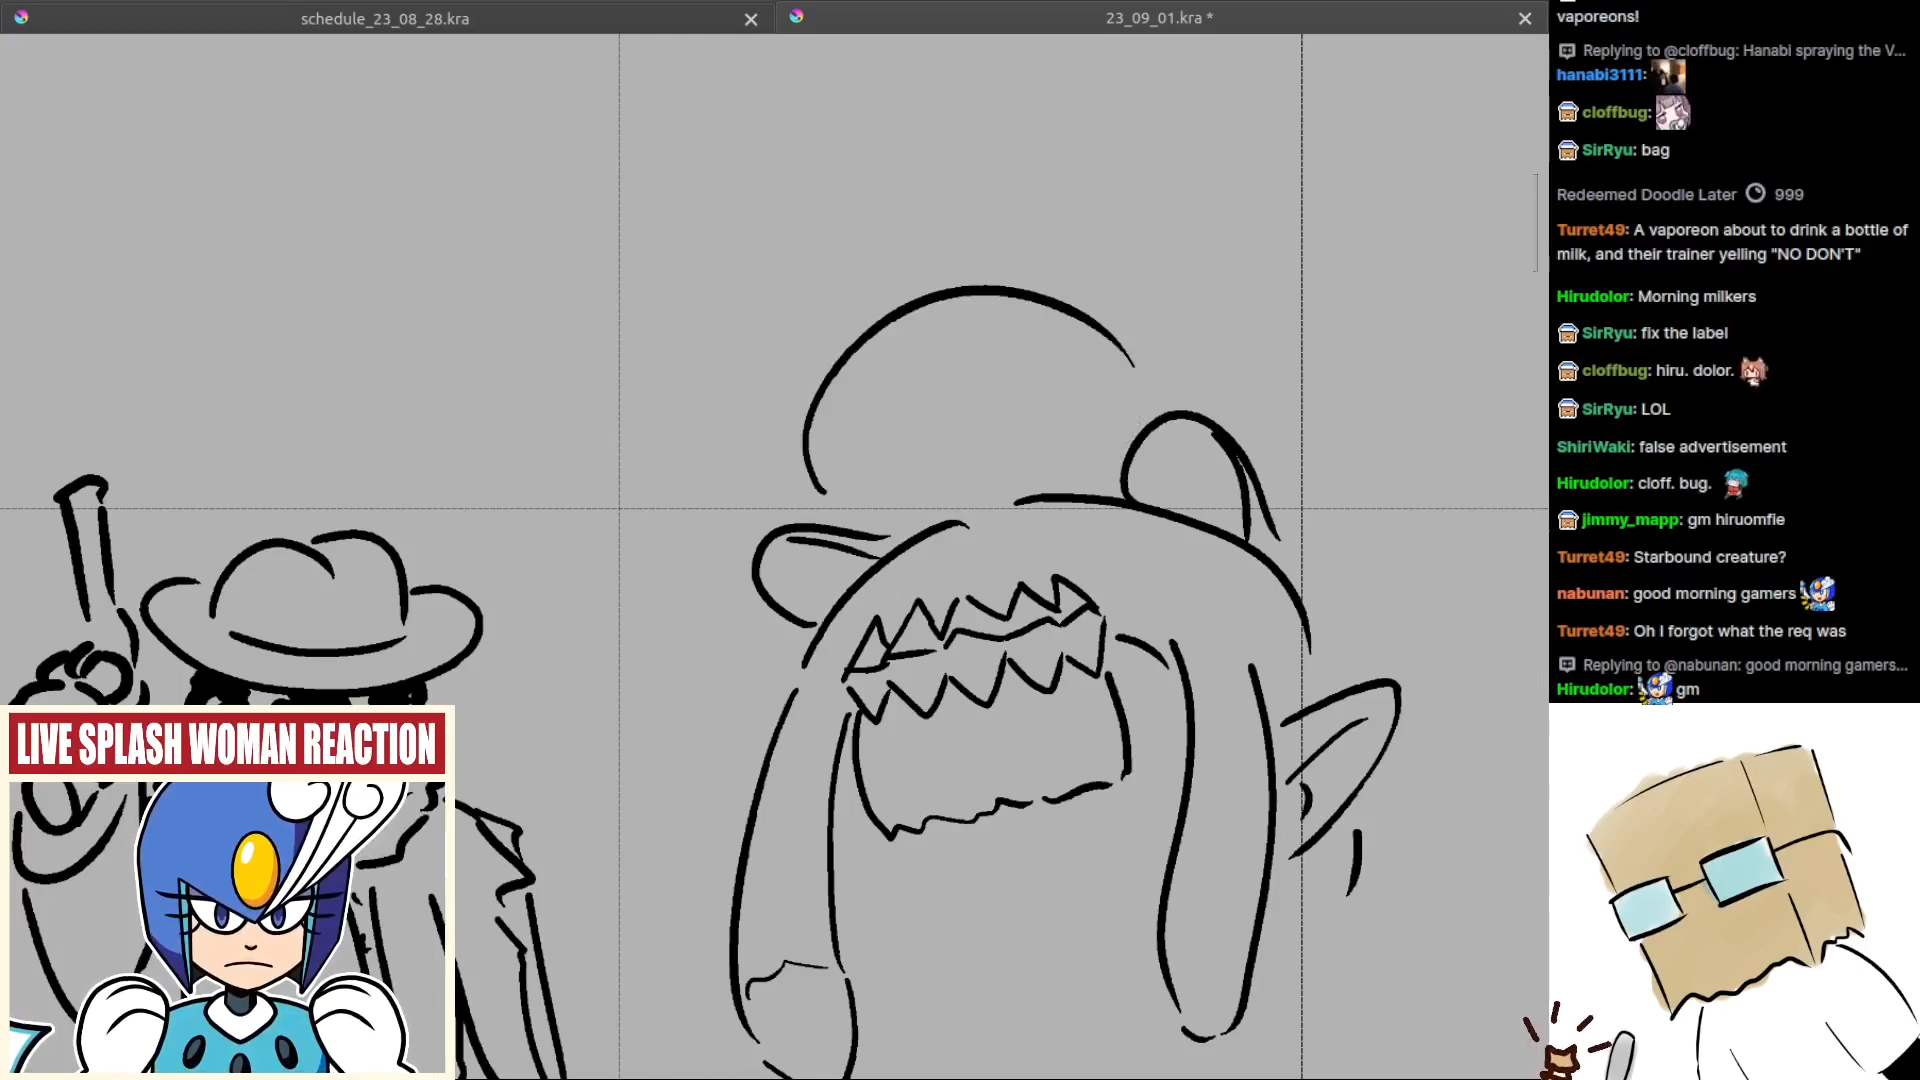 schedule_23_08_28.kra
23_09_01.kra *
vaporeons!
Replying to @cloffbug: Hanabi spraying the V...
hanabi3111:
cloffbug:
SirRyu: bag
Redeemed Doodle Later 999
Turret49: A vaporeon about to drink a bottle of
milk, and their trainer yelling "NO DON'T"
Hirudolor: Morning milkers
SirRyu: fix the label
cloffbug: hiru. dolor.
SirRyu: LOL
ShiriWaki: false advertisement
Hirudolor: cloff. bug.
jimmy_mapp: gm hiruomfie
Turret49: Starbound creature?
nabunan: good morning gamers
Turret49: Oh I forgot what the req was
Replying to @nabunan: good morning gamers...
Hirudolor: gm
LIVE SPLASH WOMAN REACTION